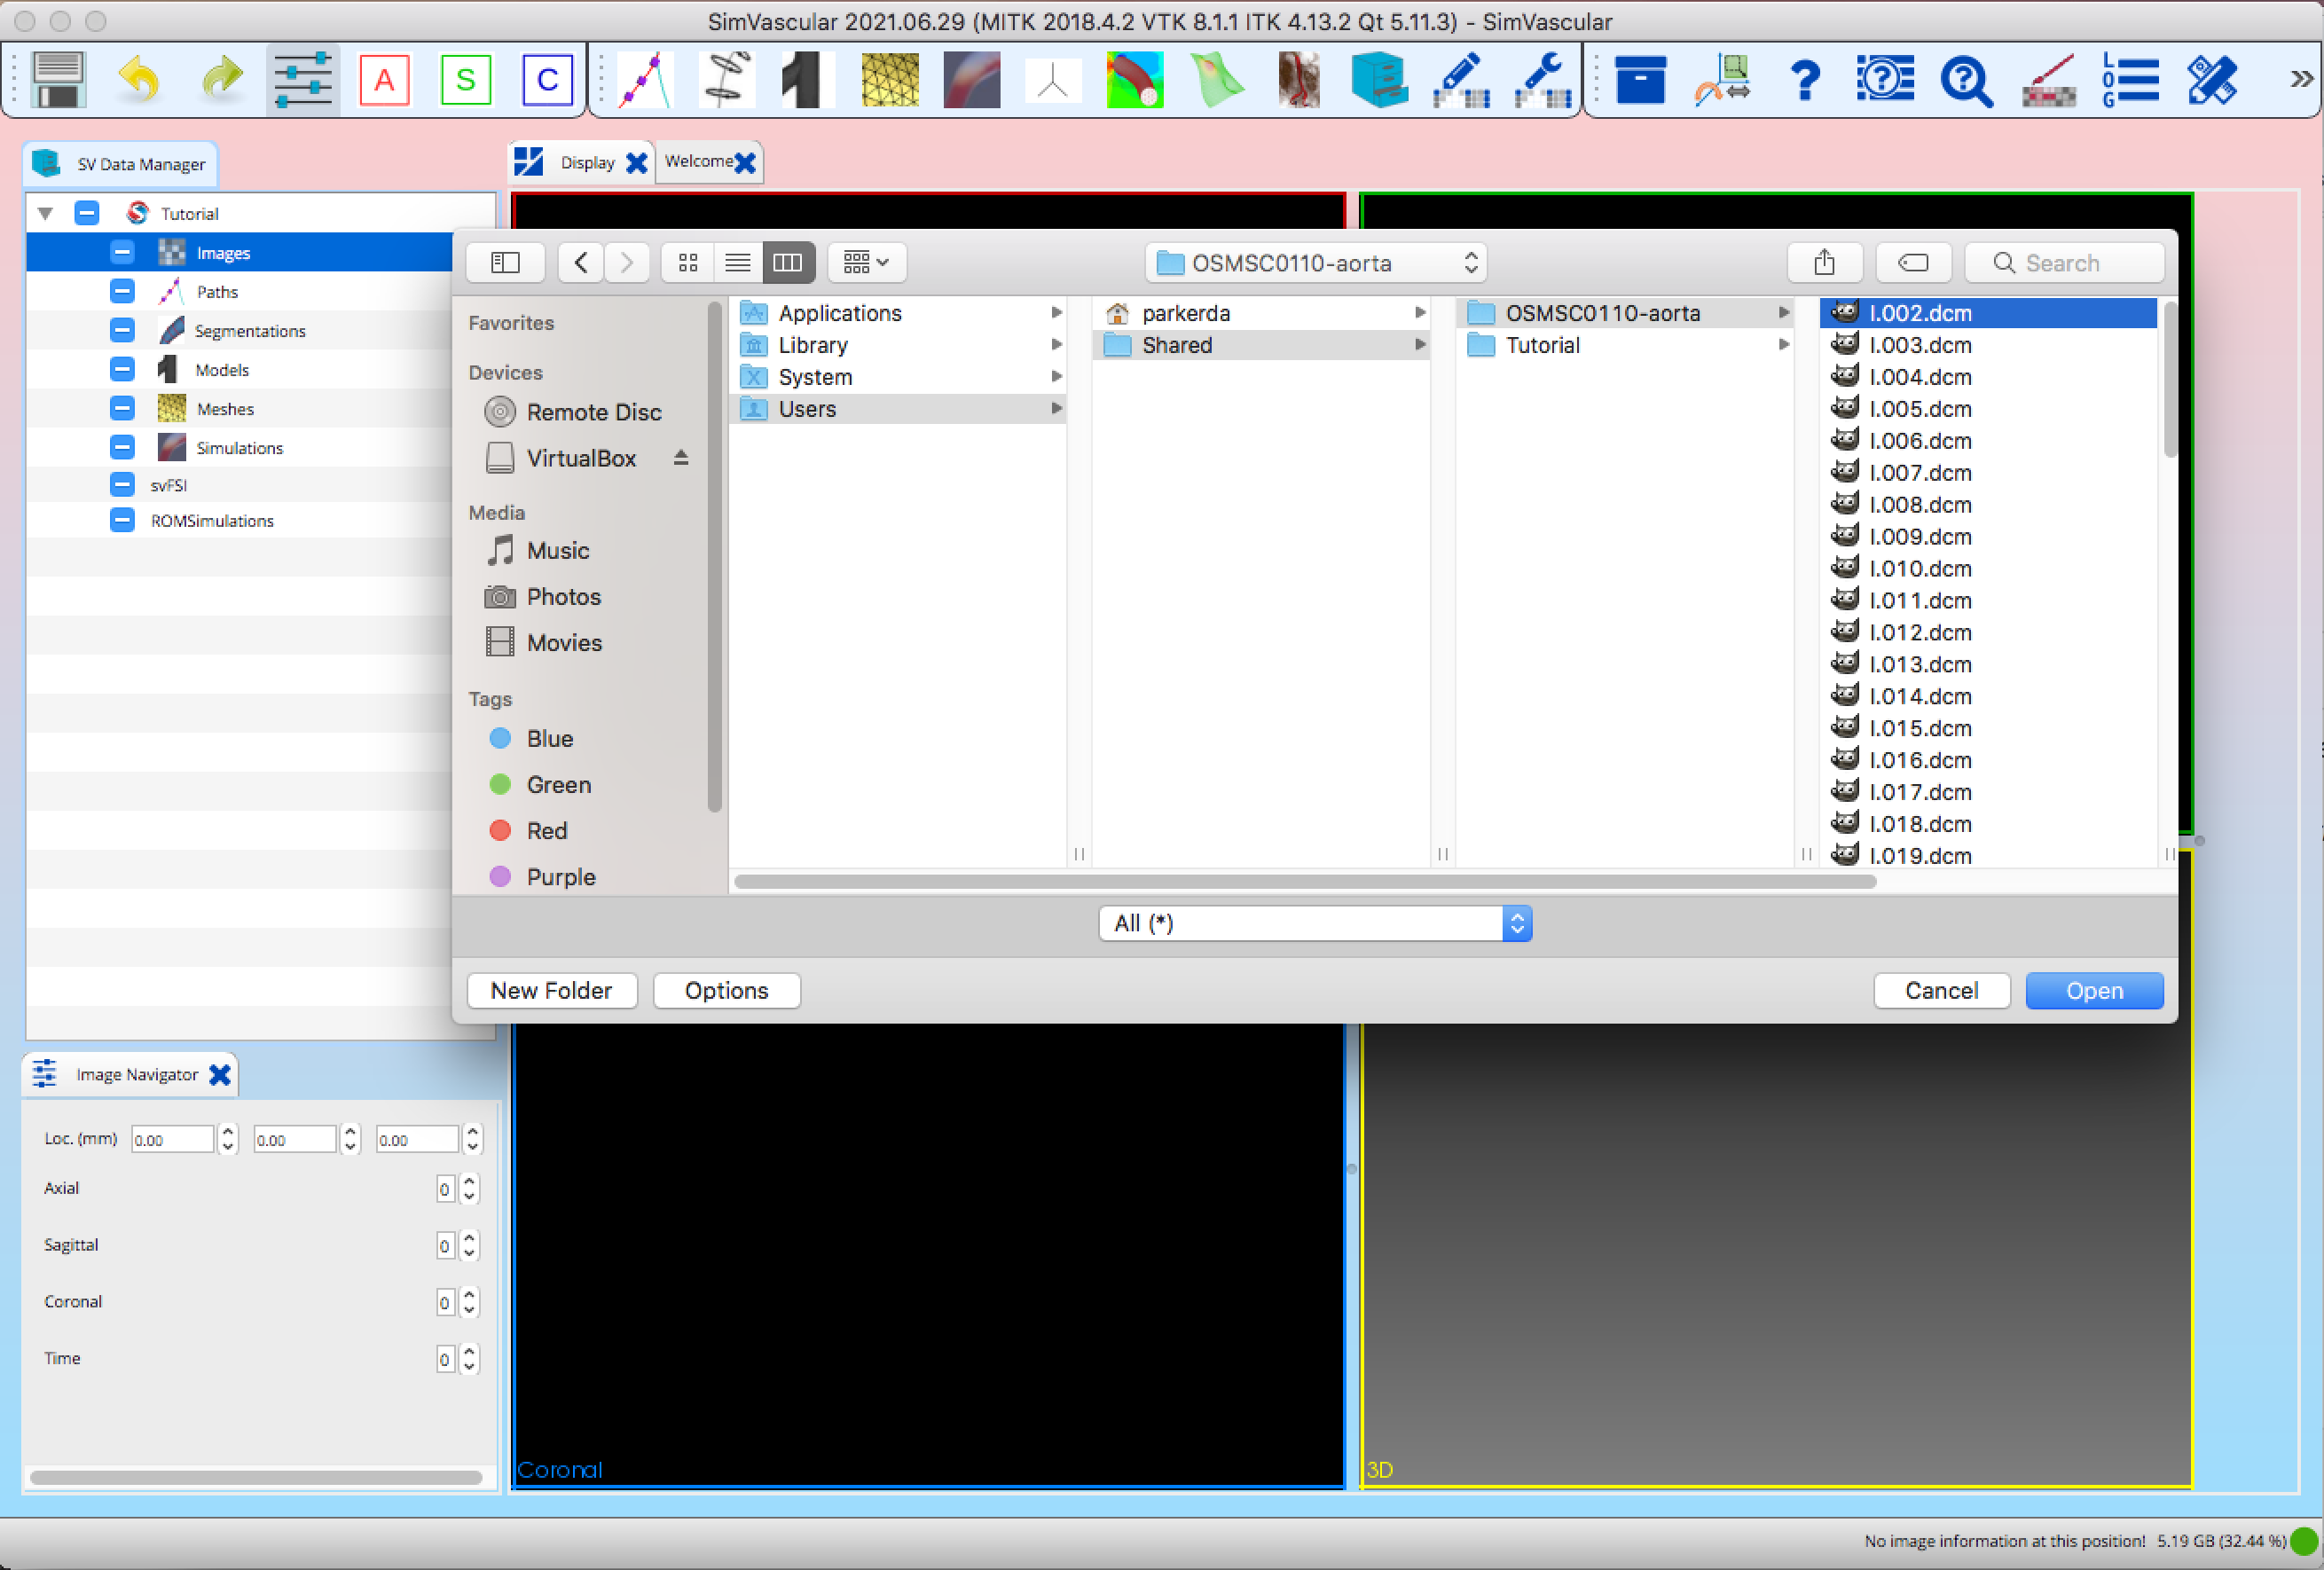 SimVascular 2021.06.29 (MITK 2018.4.2 VTK 8.1.1 ITK 4.13.2 Qt 5.11.3) - SimVascular
A S C
LOG
SV Data Manager
Display
Welcome
Tutorial
Images
Paths
Segmentations
Models
Meshes
Simulations
svFSI
ROMSimulations
OSMSC0110-aorta
Search
Favorites
Devices
Remote Disc
VirtualBox
Media
Music
Photos
Movies
Tags
Blue
Green
Red
Purple
Applications
Library
System
Users
parkerda
Shared
OSMSC0110-aorta
Tutorial
I.002.dcm
I.003.dcm
I.004.dcm
I.005.dcm
I.006.dcm
I.007.dcm
I.008.dcm
I.009.dcm
I.010.dcm
I.011.dcm
I.012.dcm
I.013.dcm
I.014.dcm
I.015.dcm
I.016.dcm
I.017.dcm
I.018.dcm
I.019.dcm
All (*)
New Folder
Options
Cancel
Open
Image Navigator
Loc. (mm) 0.00 0.00 0.00
Axial 0
Sagittal 0
Coronal 0
Time 0
Coronal
3D
No image information at this position! 5.19 GB (32.44 %)